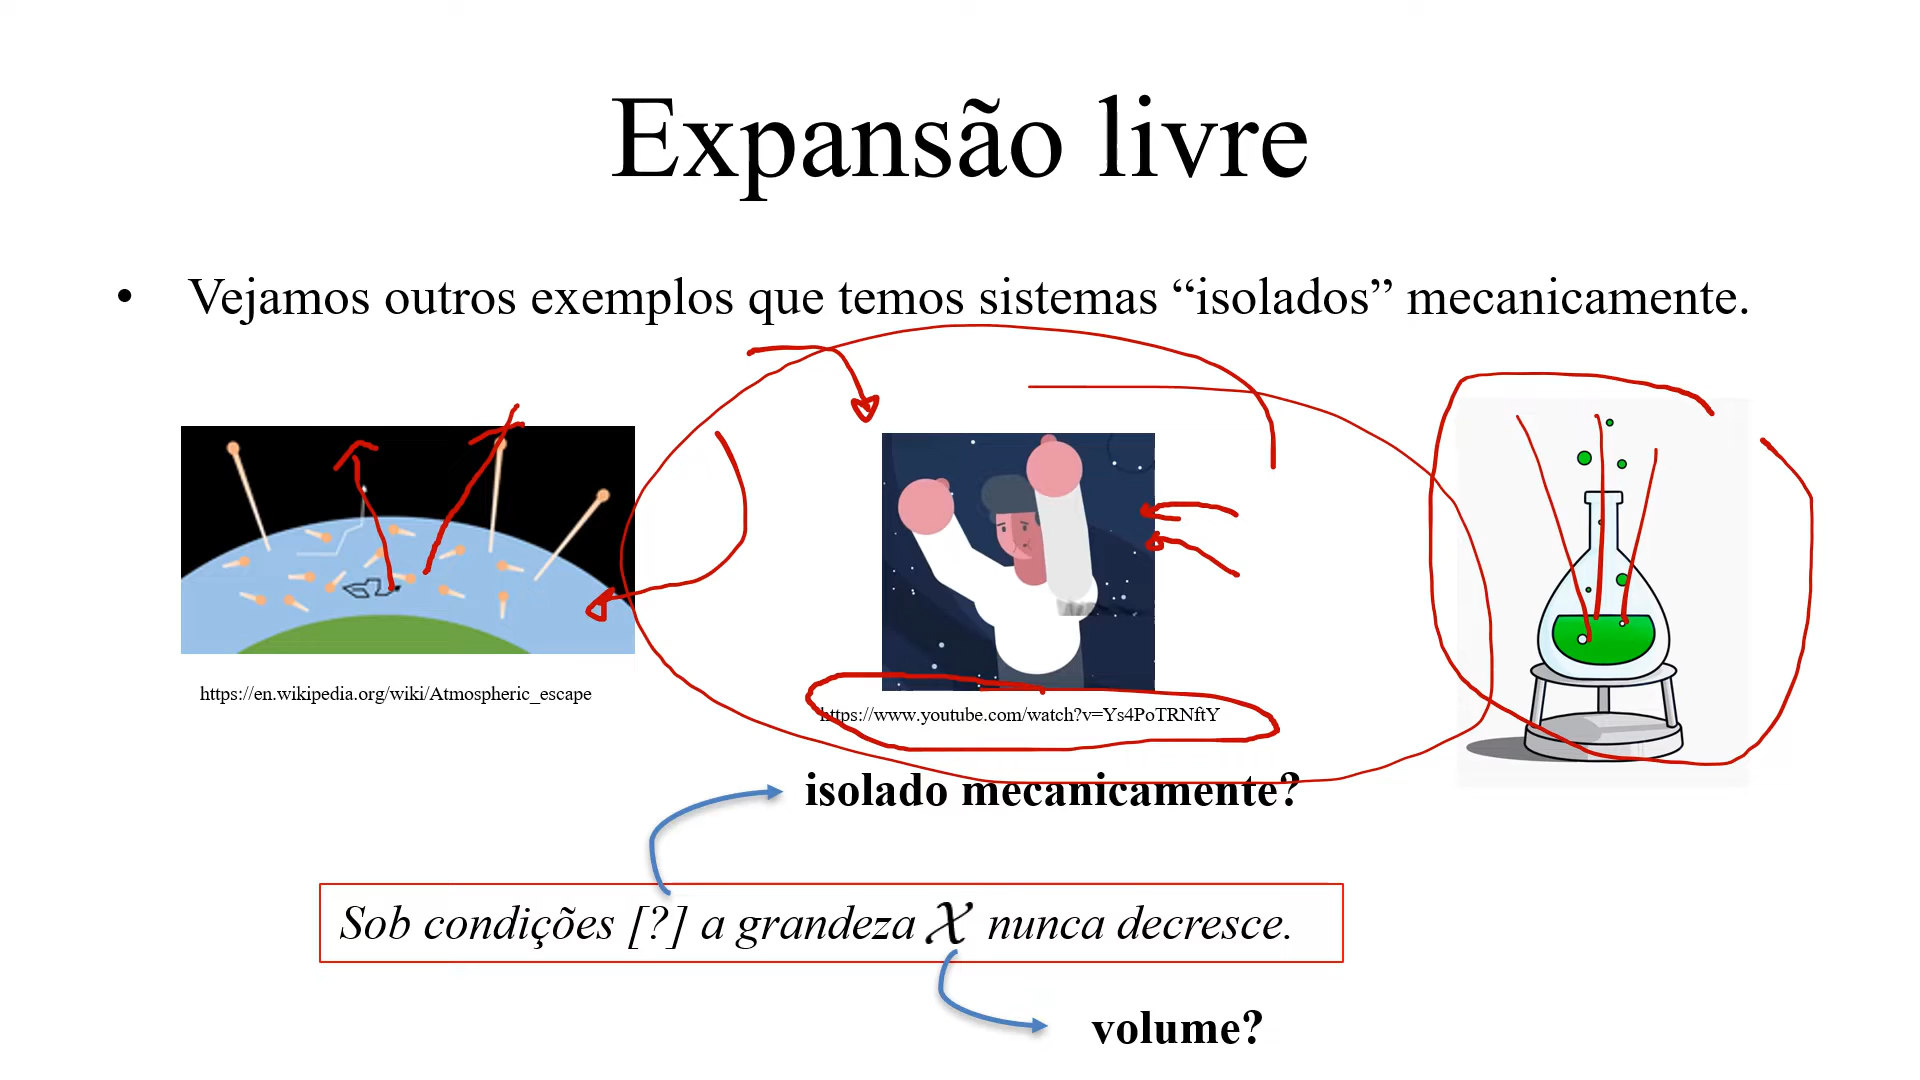 Expansão livre
• Vejamos outros exemplos que temos sistemas “isolados” mecanicamente.
https://en.wikipedia.org/wiki/Atmospheric_escape
https://www.youtube.com/watch?v=Ys4PoTRNftY
isolado mecanicamente?
Sob condições [?] a grandeza 𝒳 nunca decresce.
volume?